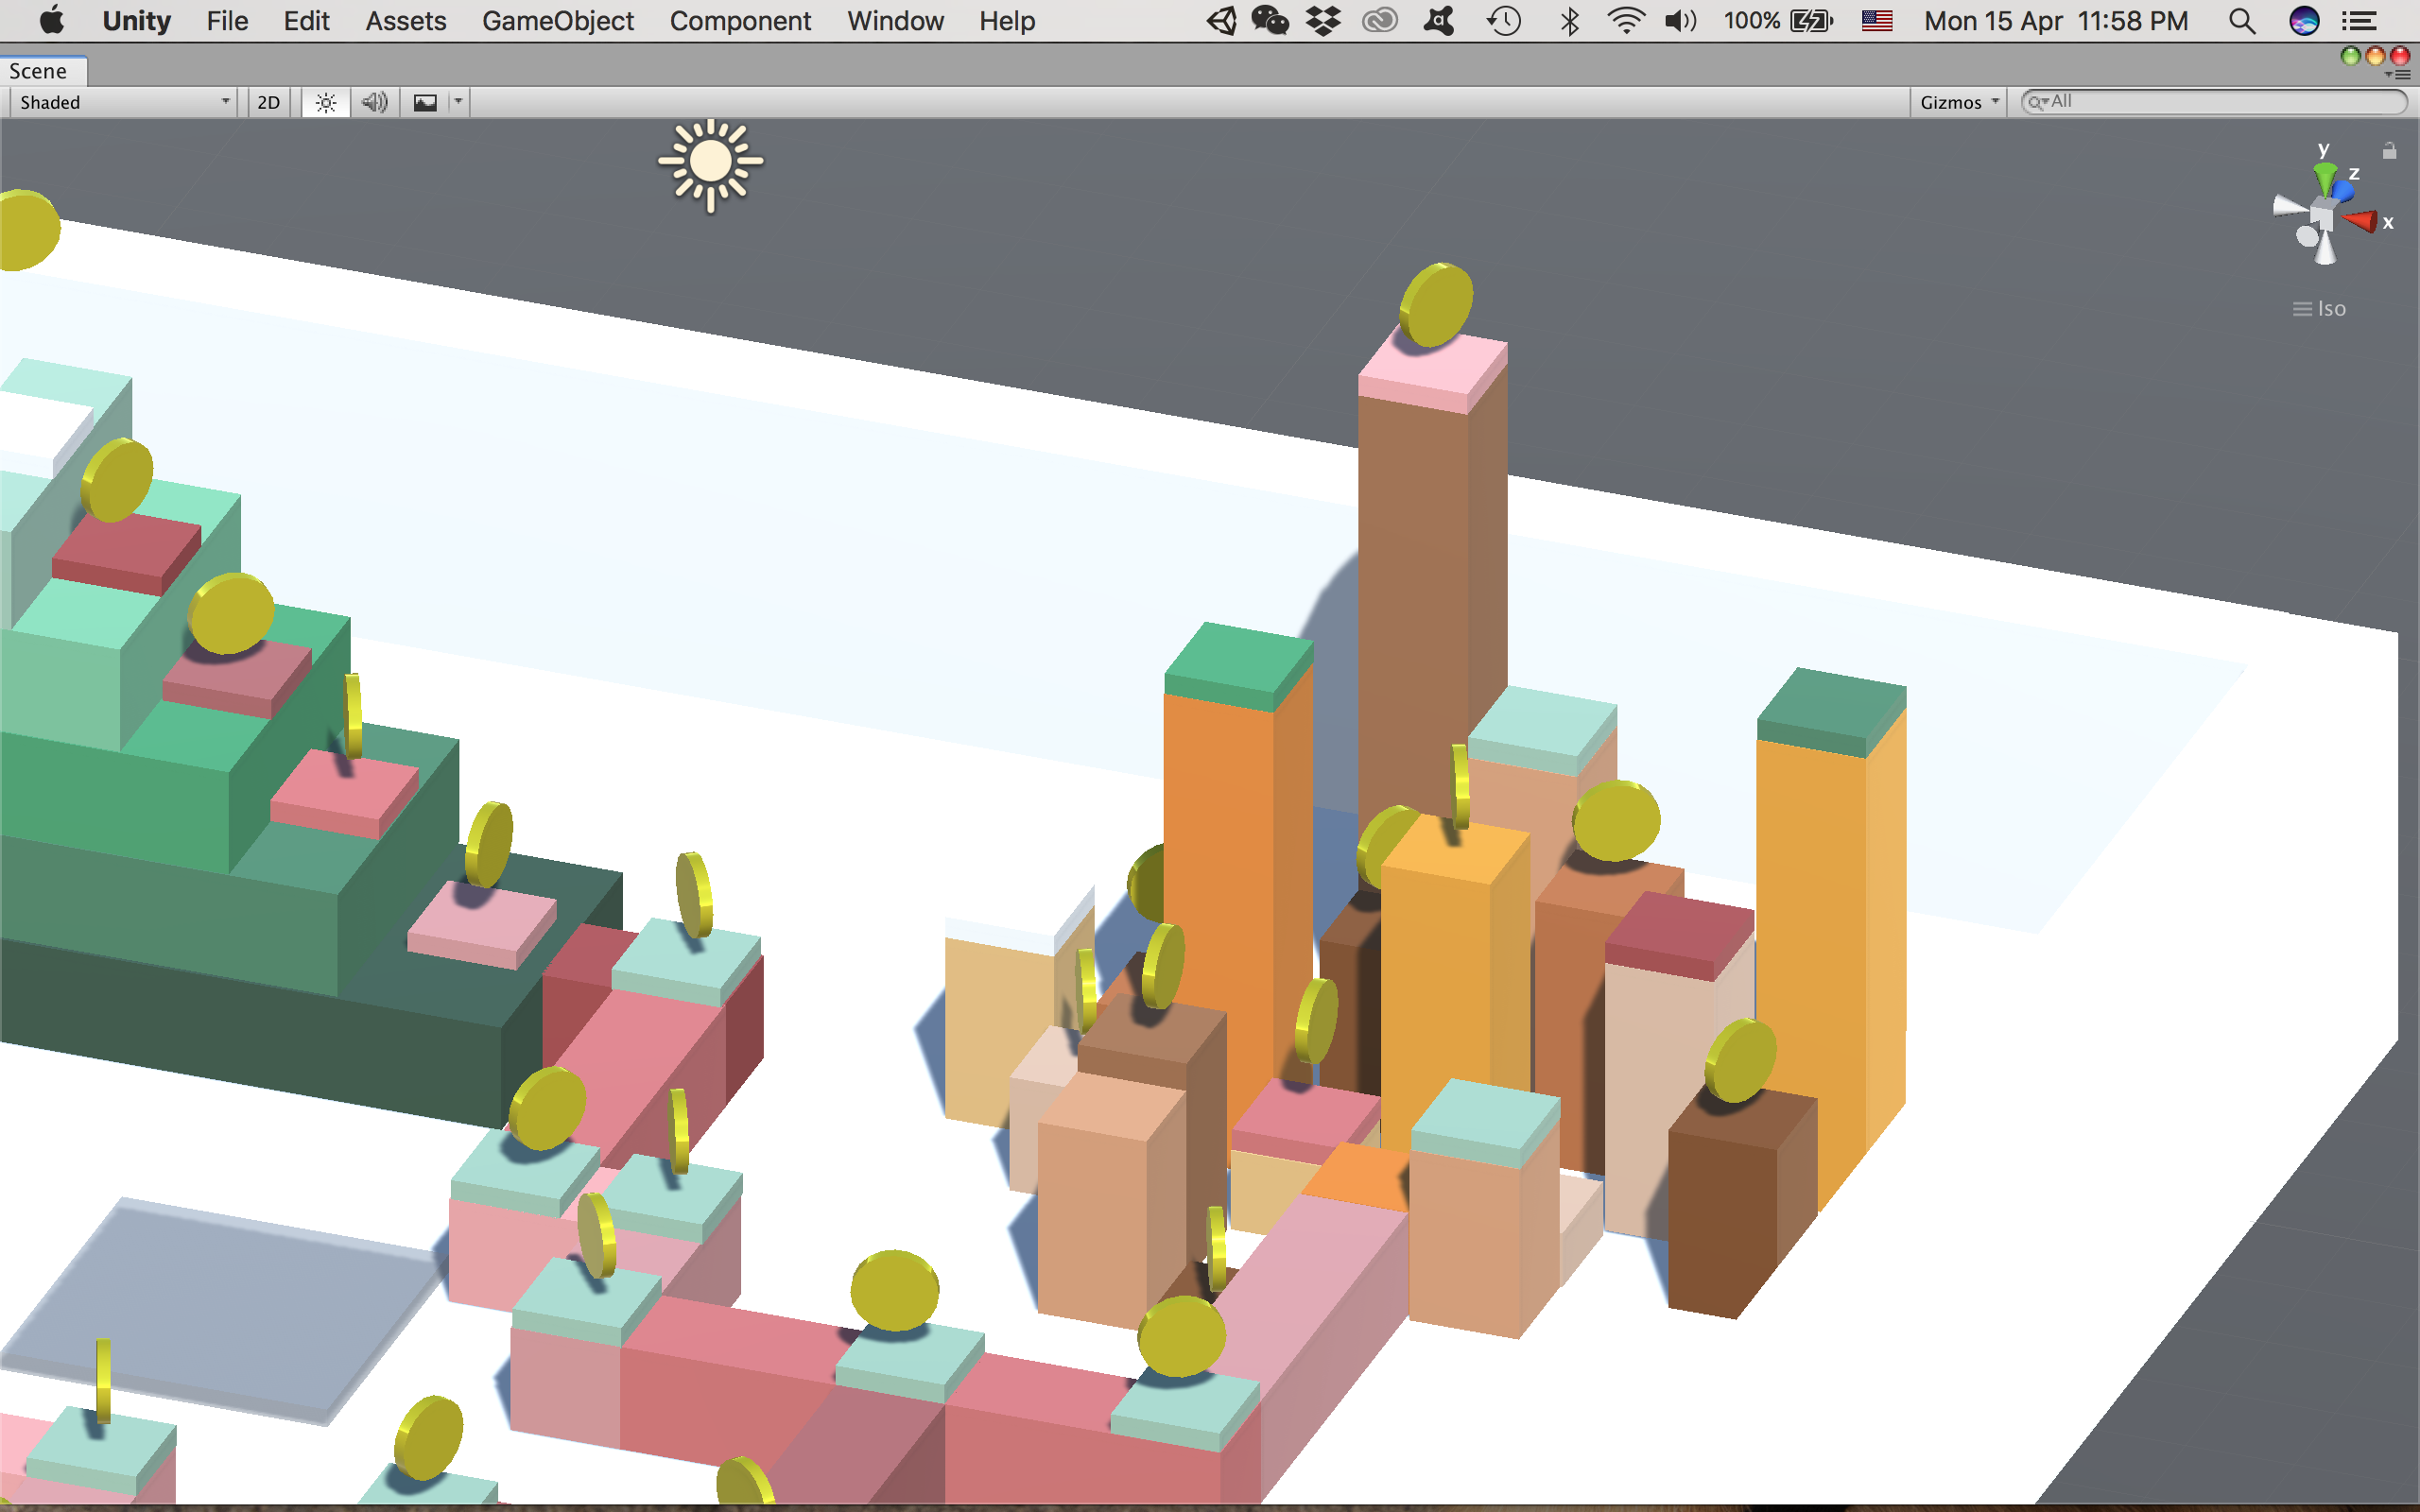 Unity File Edit Assets GameObject Component Window Help 100% Mon 15 Apr 11:58 PM
Scene
Shaded 2D Gizmos All
y
z
x
Iso